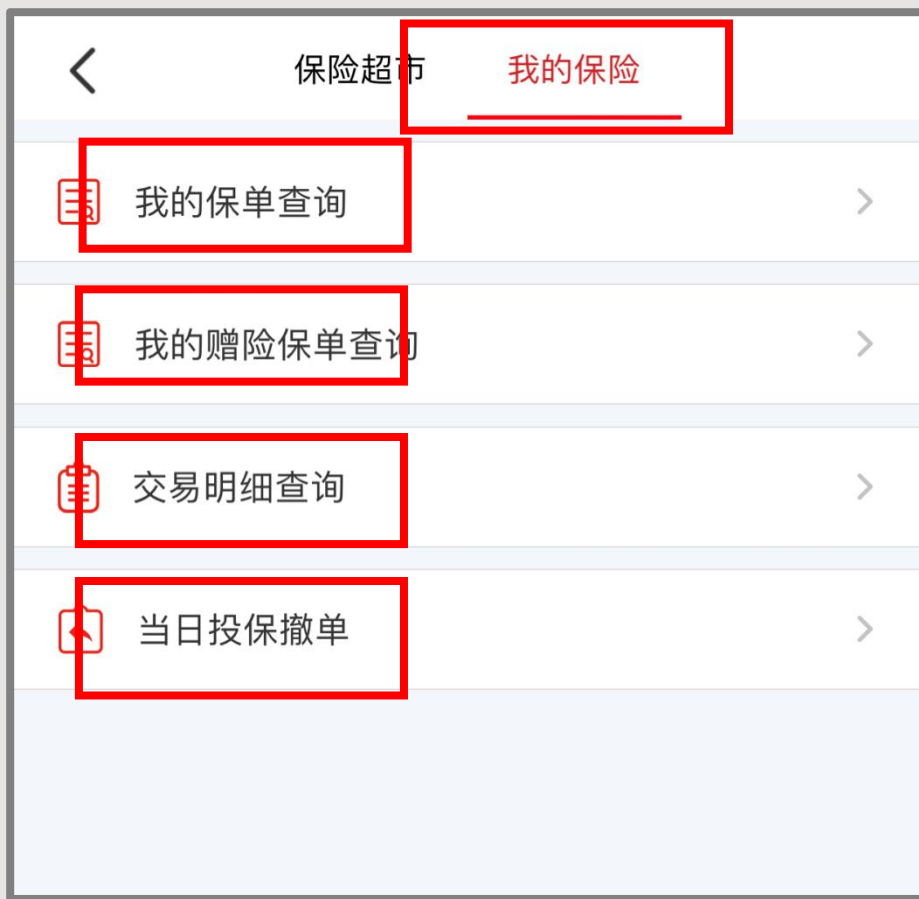 保险超市 我的保险
我的保单查询
我的赠险保单查询
交易明细查询
当日投保撤单